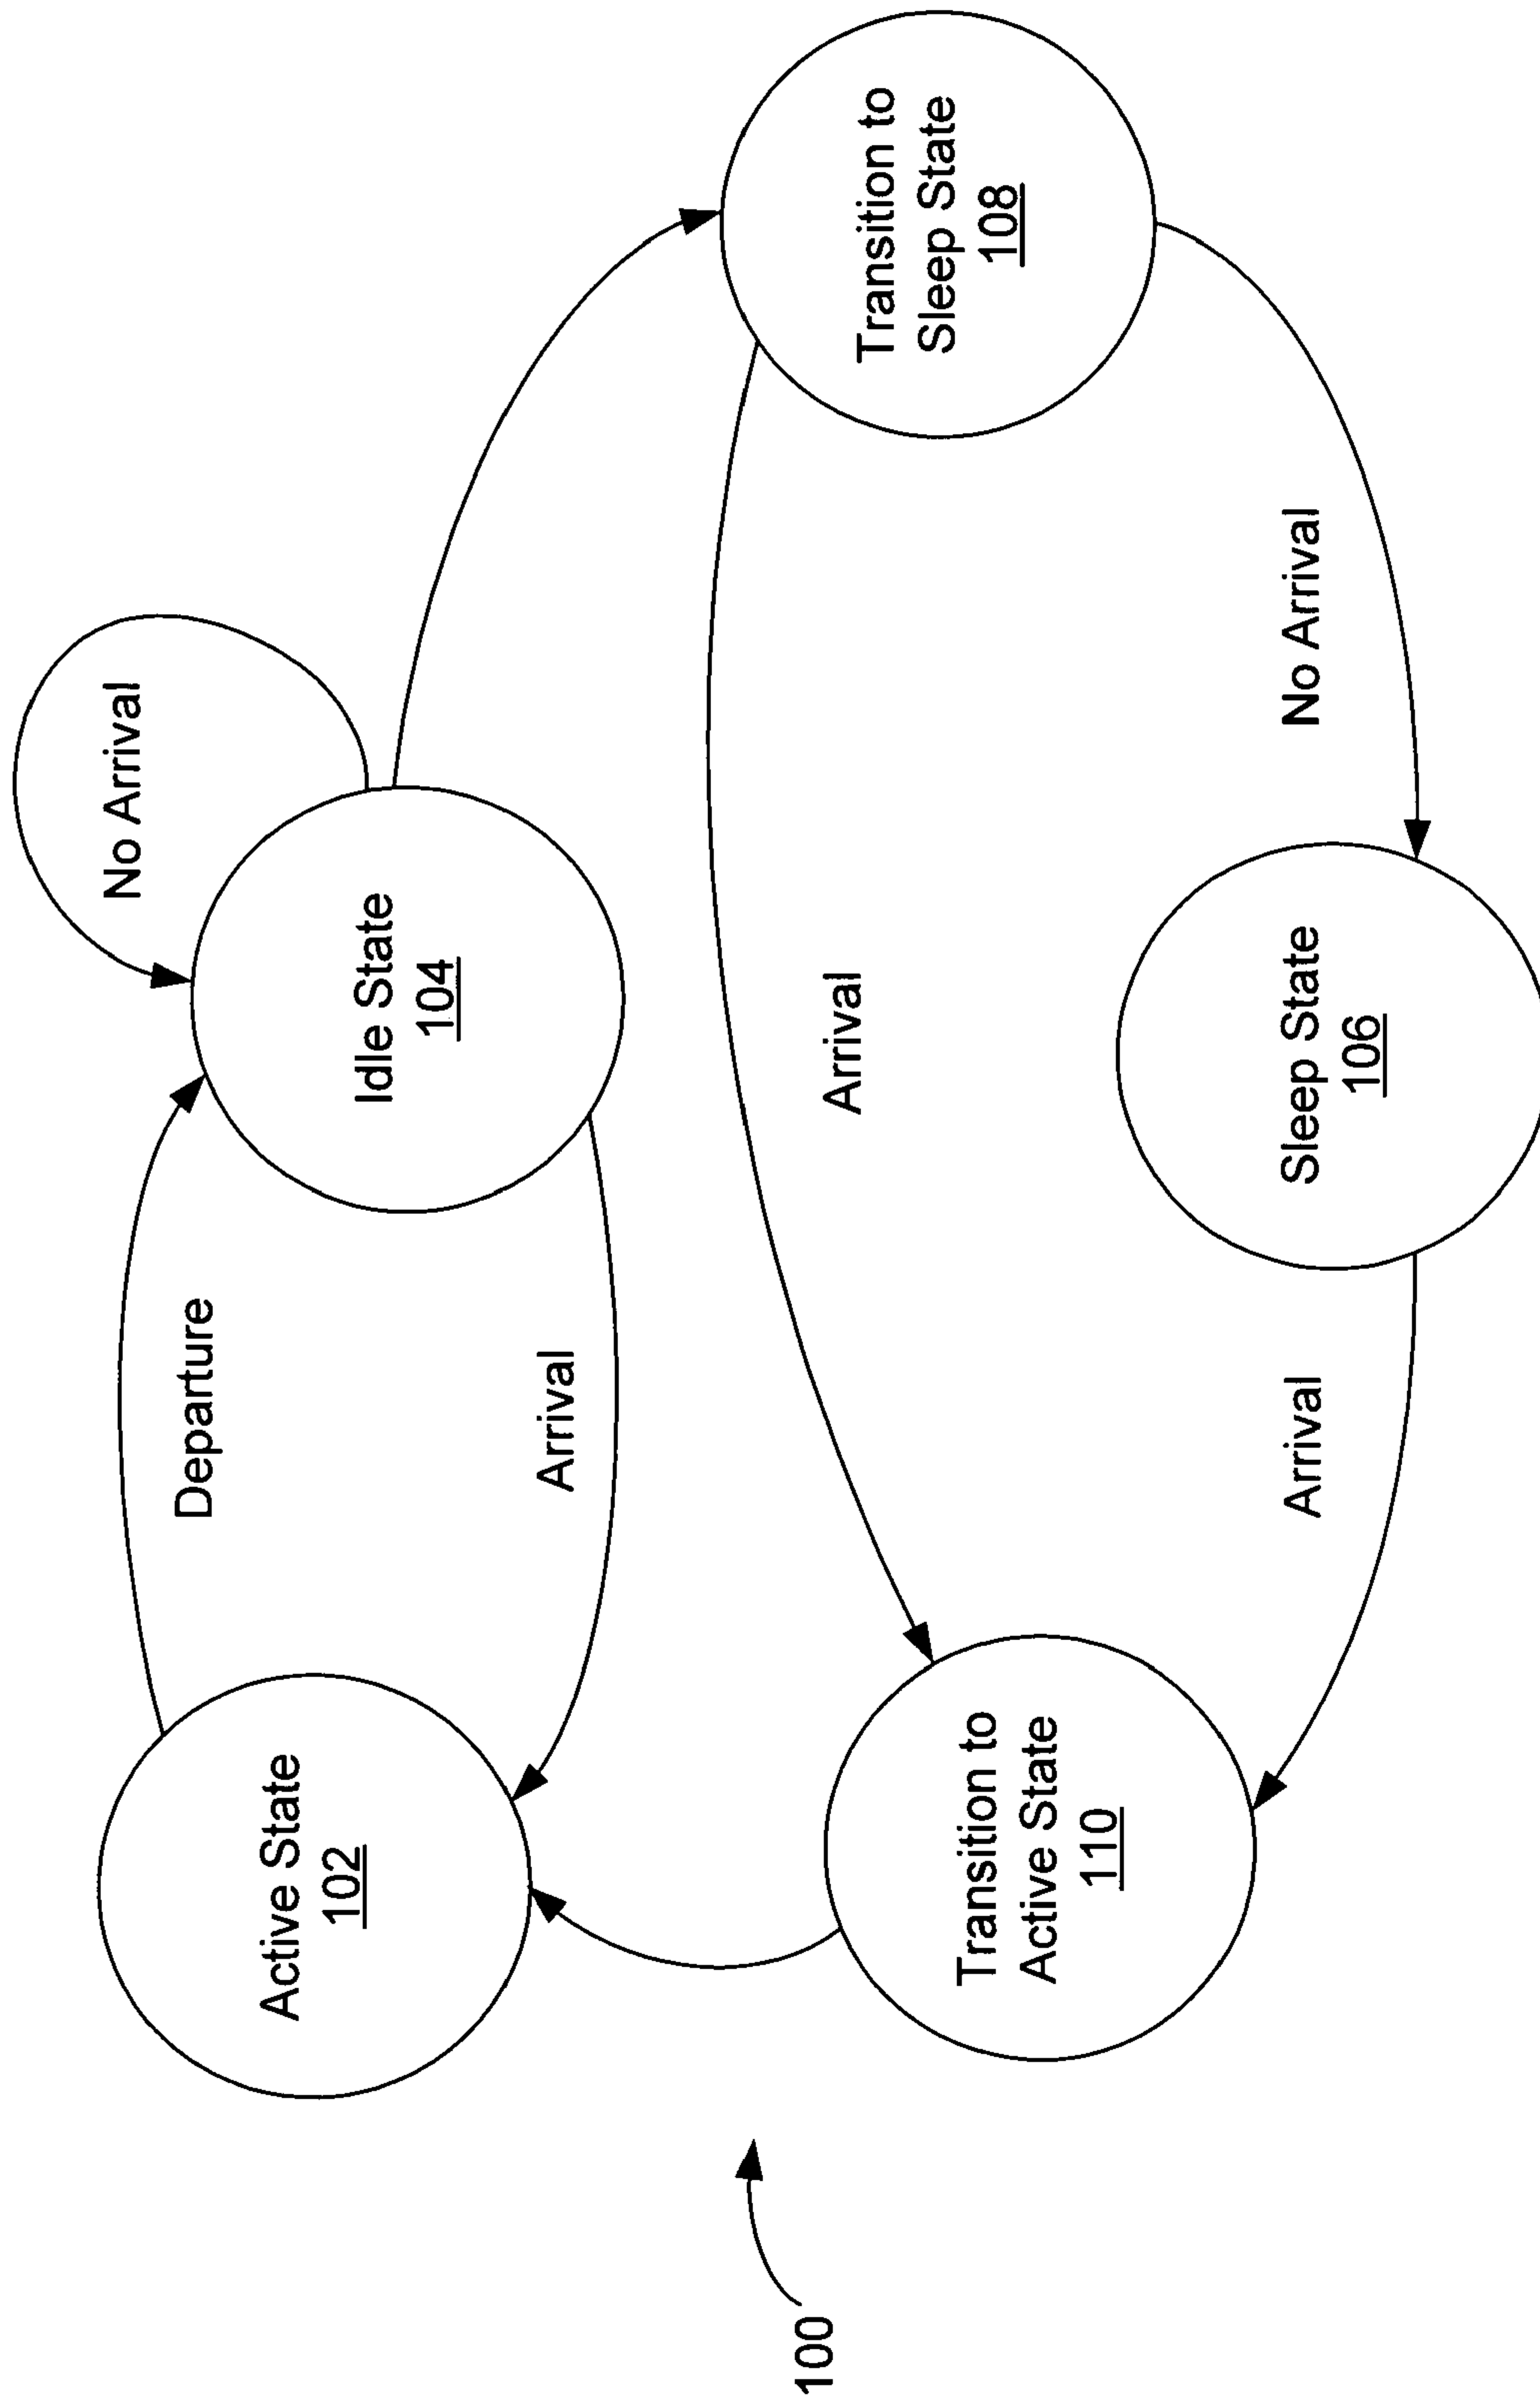 No Arrival
Departure
Active State
102
Idle State
104
Arrival
Transition to
Sleep State
108
Arrival
Transition to
Active State
110
Arrival
Sleep State
106
No Arrival
100